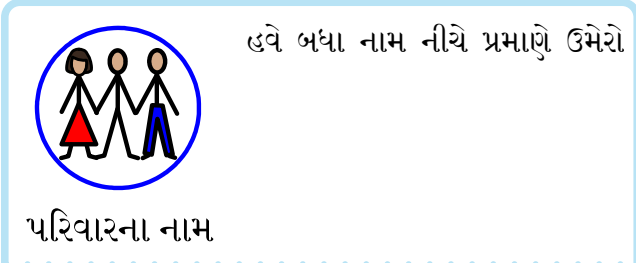 હવે બધા નામ નીચે પ્રમાણે ઉમેરો
પરિવારના નામ